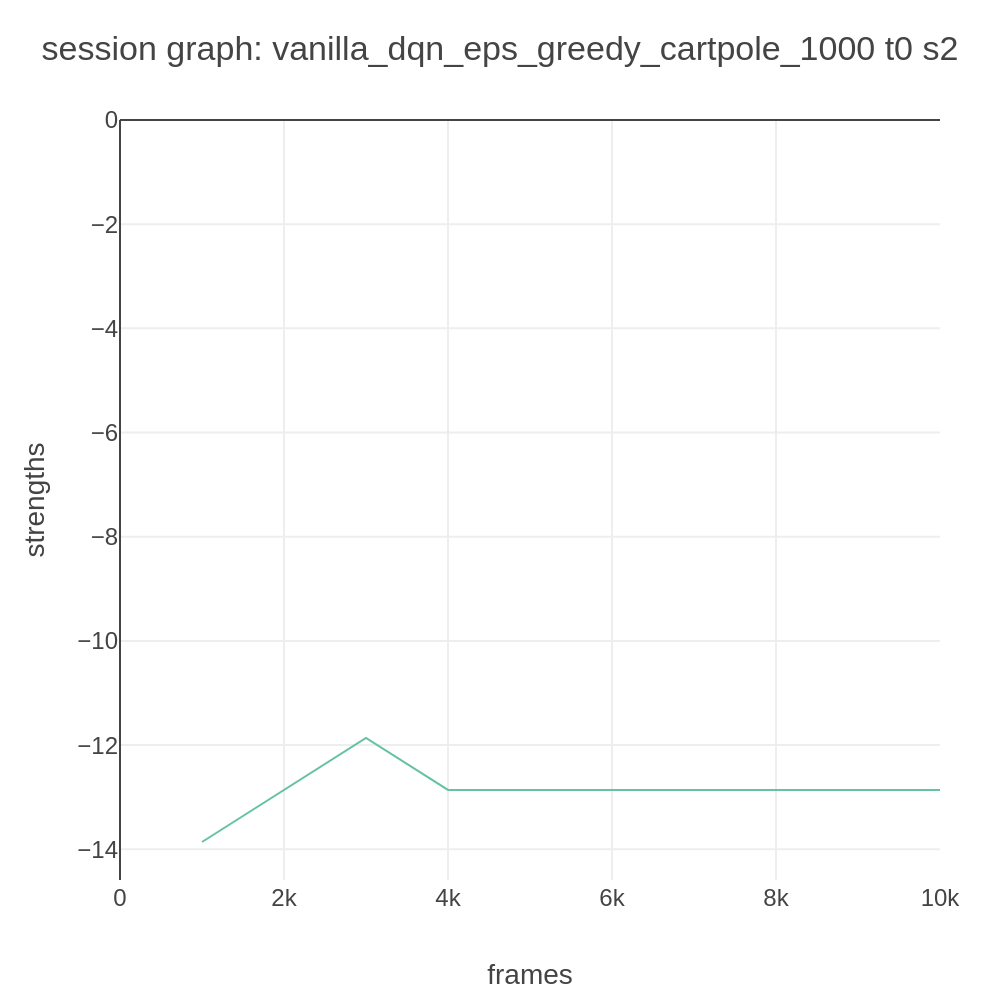 session graph: vanilla_dqn_eps_greedy_cartpole_1000 t0 s2
0
−2
−4
−6
−8
−10
−12
−14
strengths
0 2k 4k 6k 8k 10k
frames